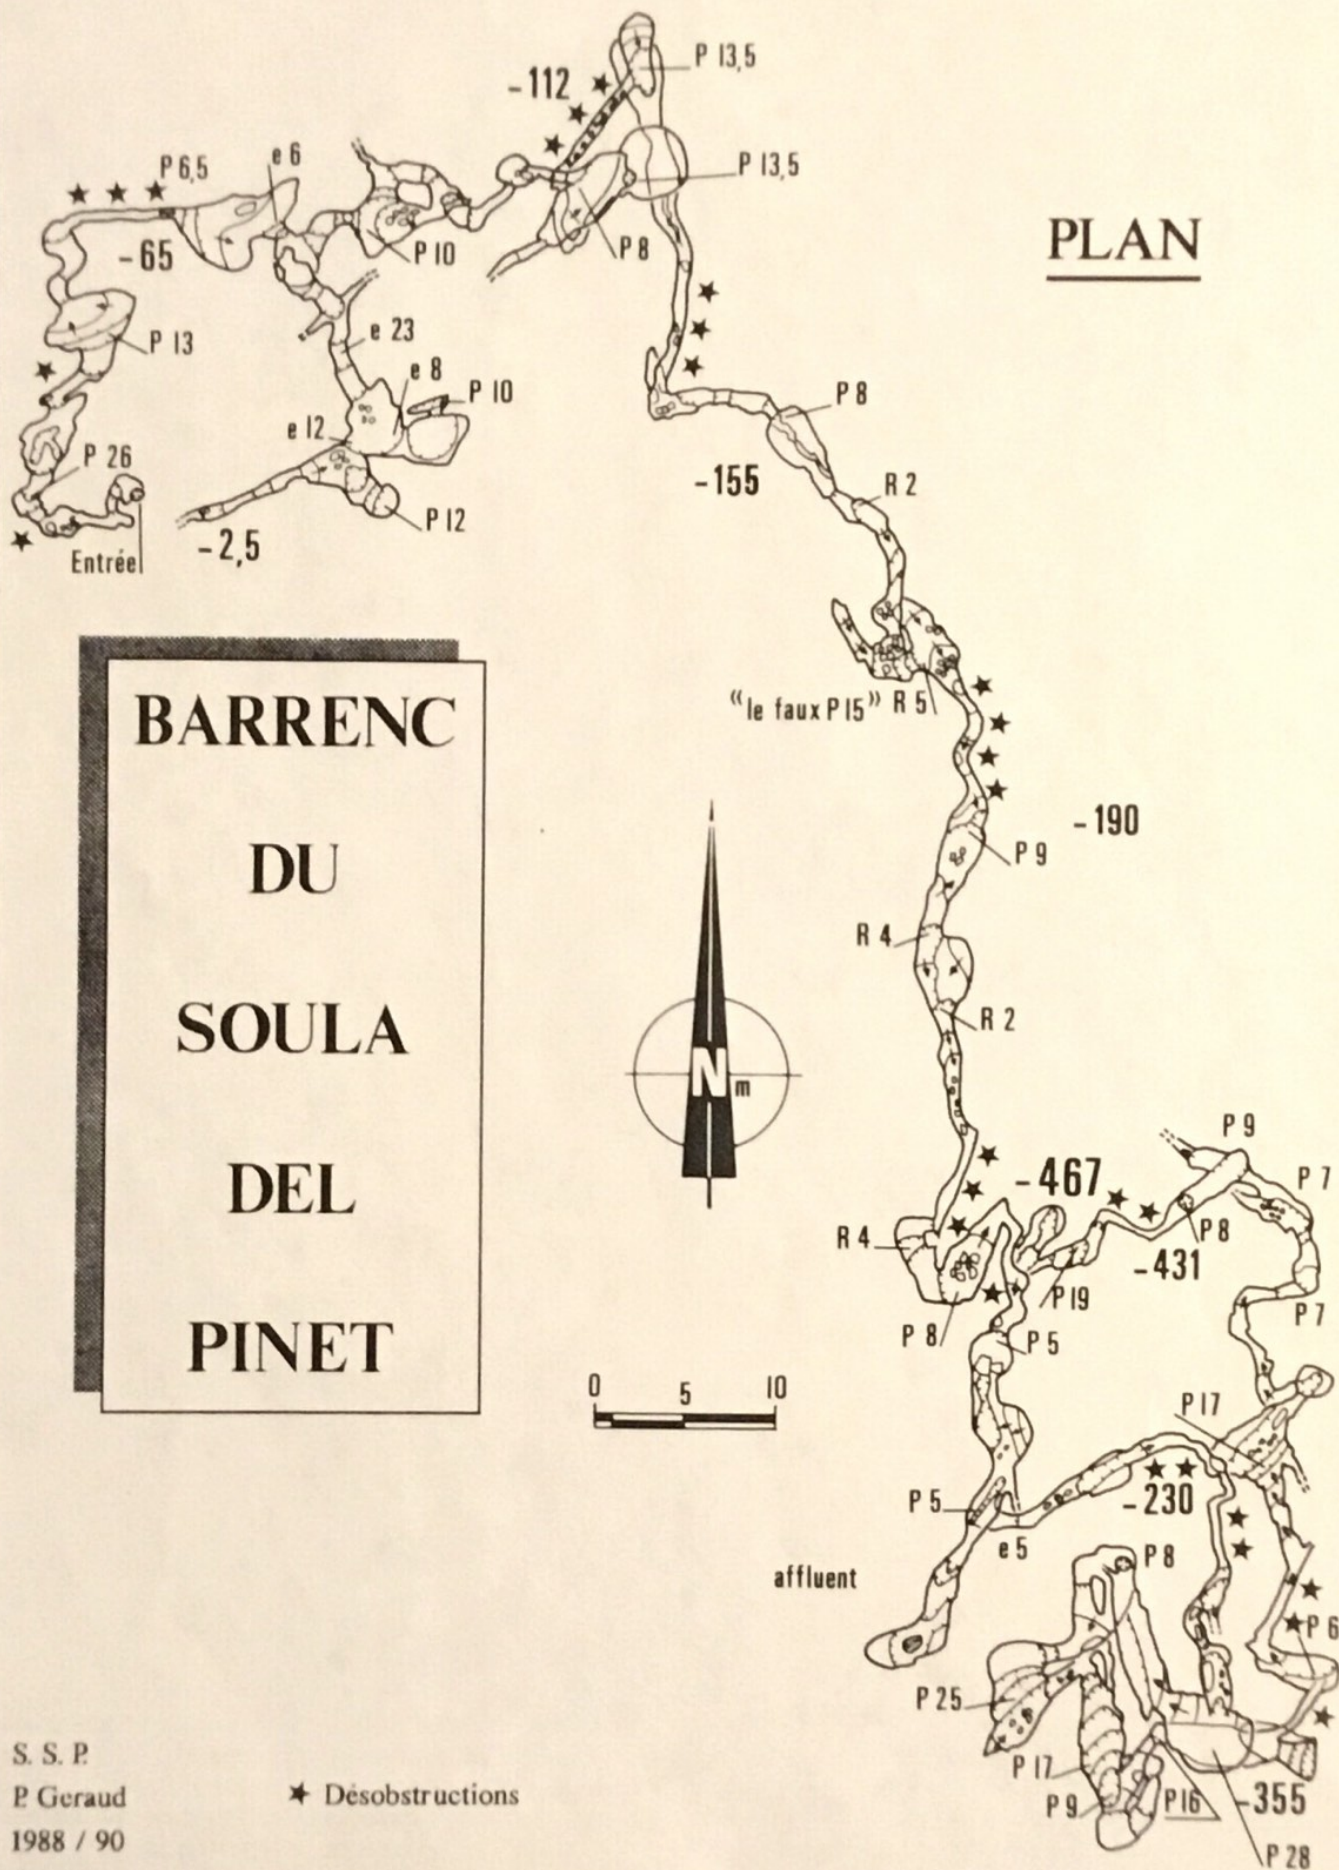 P 13,5
-112
P 6,5
e 6
P 13,5
PLAN
P 10
P 8
-65
P 13
e 23
e 8
P 10
P 8
e 12
P 26
-155
R 2
P 12
Entrée
-2,5
BARRENC
DU
SOULA
DEL
PINET
«le faux P 15» R 5
-190
P 9
R 4
R 2
N m
P 9
-467
P 7
R 4
P 8
-431
P 19
P 7
P 8
P 5
0 5 10
P 17
P 5
-230
e 5
affluent
P 8
P 6
P 25
P 17
P 9
P 16
-355
P 28
S. S. P.
P. Geraud
1988 / 90
★ Désobstructions